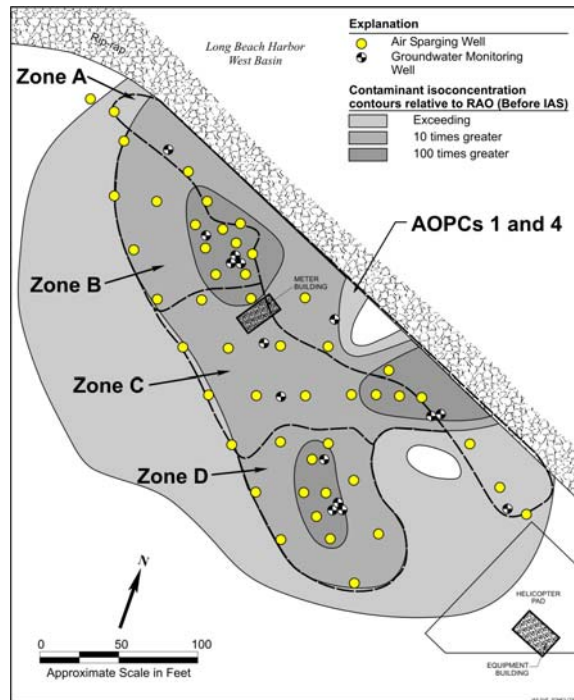 Rip-rap
Long Beach Harbor
West Basin
Explanation
Air Sparging Well
Groundwater Monitoring
Well
Contaminant isoconcentration
contours relative to RAO (Before IAS)
Exceeding
10 times greater
100 times greater
Zone A
AOPCs 1 and 4
Zone B
METER
BUILDING
Zone C
Zone D
N
0 50 100
Approximate Scale in Feet
HELICOPTER
PAD
EQUIPMENT
BUILDING